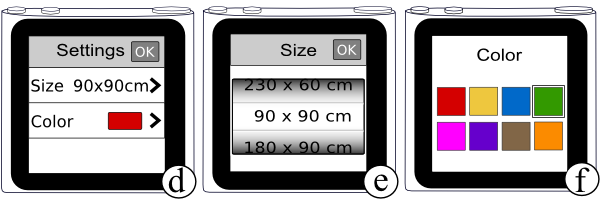 Settings OK
Size 90x90cm
Color
d
Size OK
230 x 60 cm
90 x 90 cm
180 x 90 cm
e
Color
f